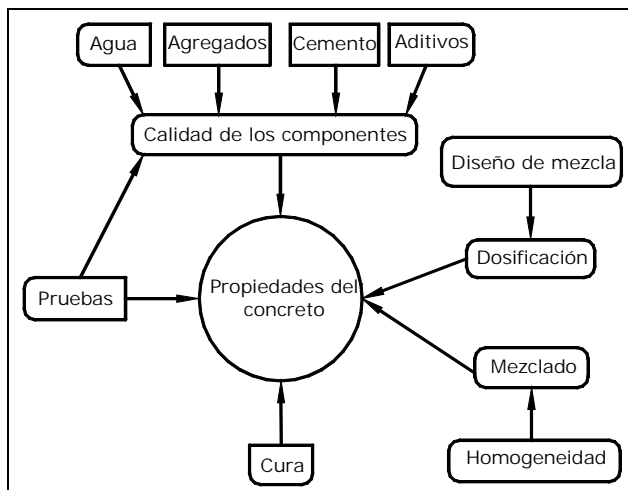 Agua
Agregados
Cemento
Aditivos
Calidad de los componentes
Diseño de mezcla
Dosificación
Propiedades del
concreto
Pruebas
Mezclado
Cura
Homogeneidad